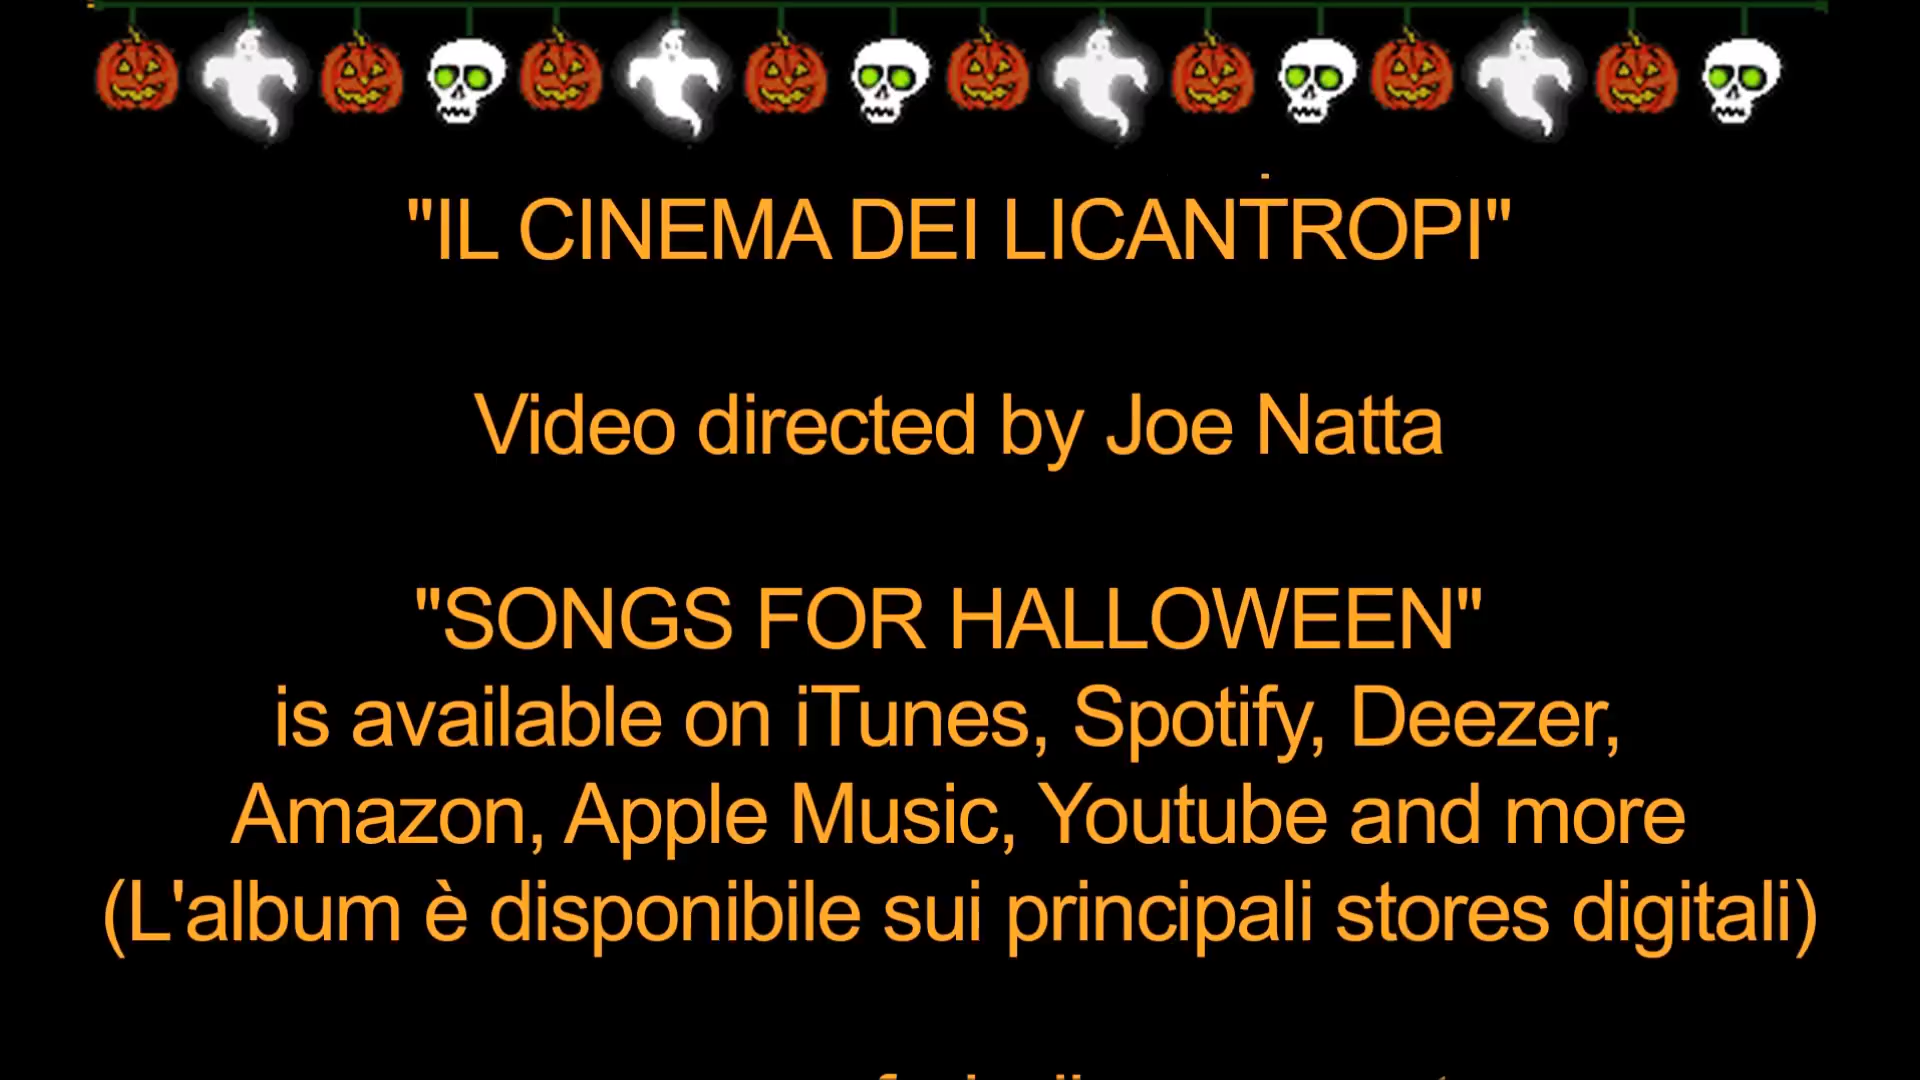 "IL CINEMA DEI LICANTROPI"
Video directed by Joe Natta
"SONGS FOR HALLOWEEN"
is available on iTunes, Spotify, Deezer,
Amazon, Apple Music, Youtube and more
(L'album è disponibile sui principali stores digitali)